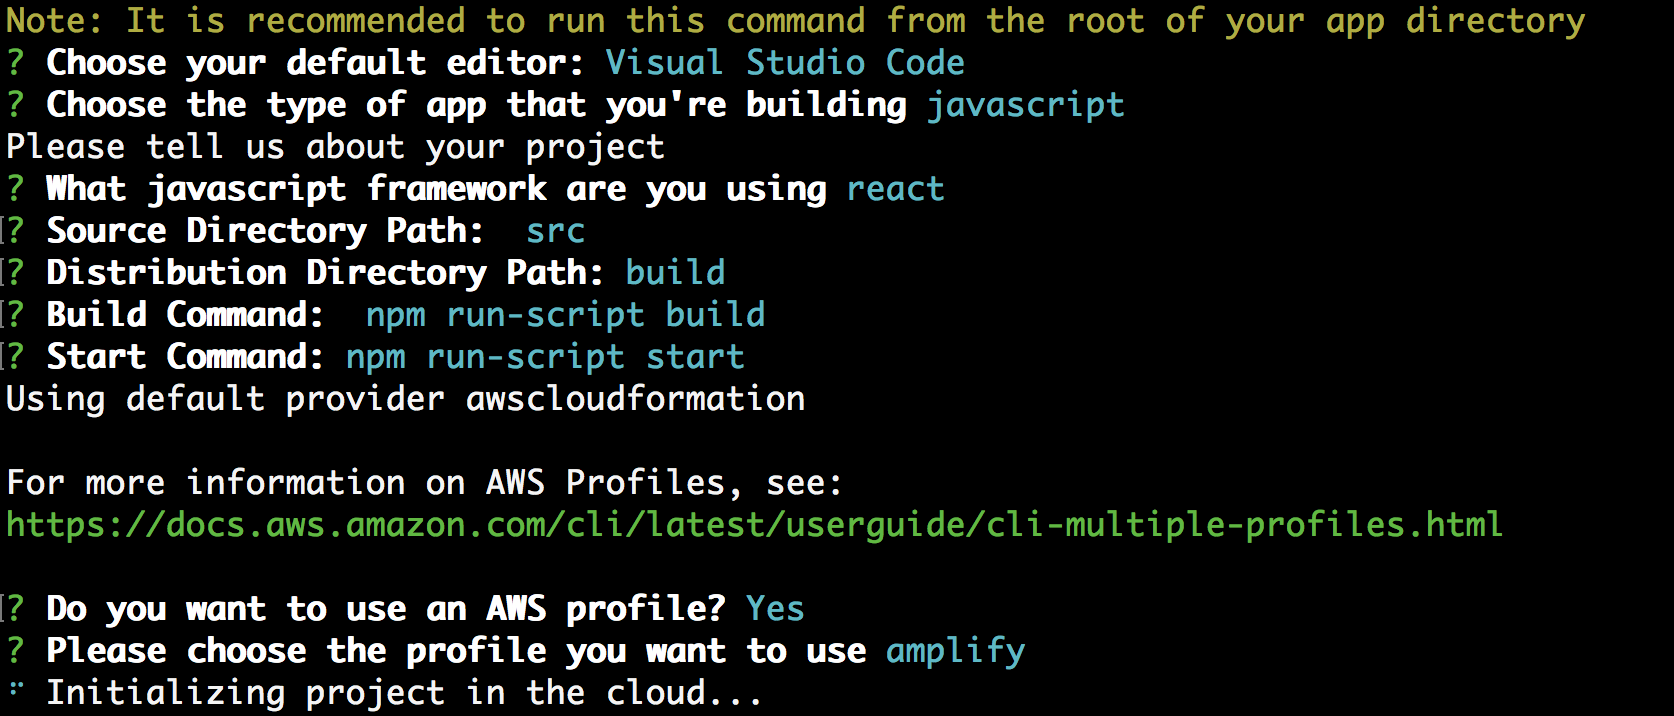 Note: It is recommended to run this command from the root of your app directory
? Choose your default editor: Visual Studio Code
? Choose the type of app that you're building javascript
Please tell us about your project
? What javascript framework are you using react
? Source Directory Path:  src
? Distribution Directory Path: build
? Build Command:  npm run-script build
? Start Command: npm run-script start
Using default provider awscloudformation
For more information on AWS Profiles, see:
https://docs.aws.amazon.com/cli/latest/userguide/cli-multiple-profiles.html
? Do you want to use an AWS profile? Yes
? Please choose the profile you want to use amplify
⠋ Initializing project in the cloud...